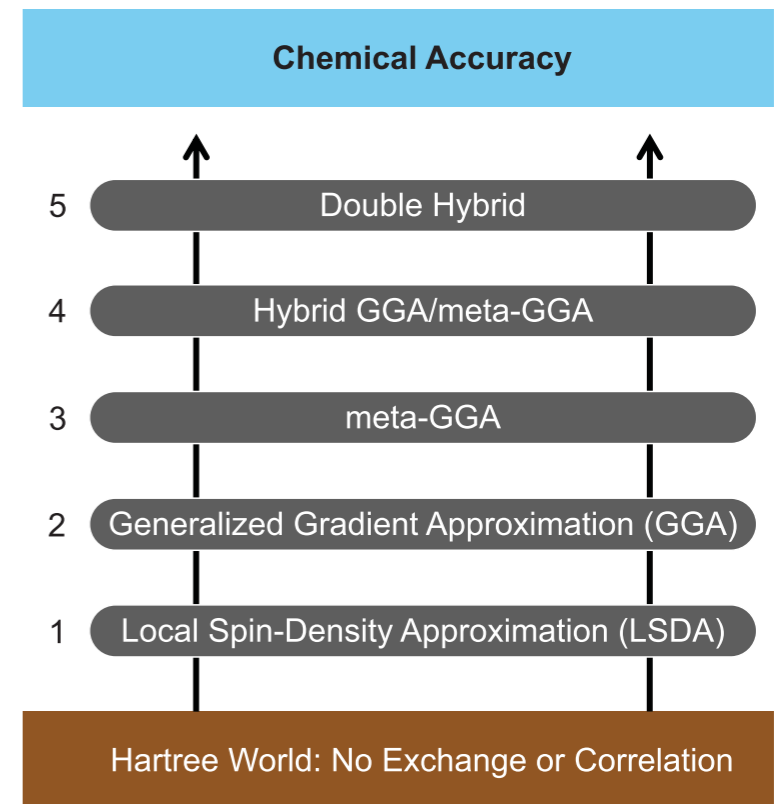 Chemical Accuracy
5 Double Hybrid
4 Hybrid GGA/meta-GGA
3 meta-GGA
2 Generalized Gradient Approximation (GGA)
1 Local Spin-Density Approximation (LSDA)
Hartree World: No Exchange or Correlation